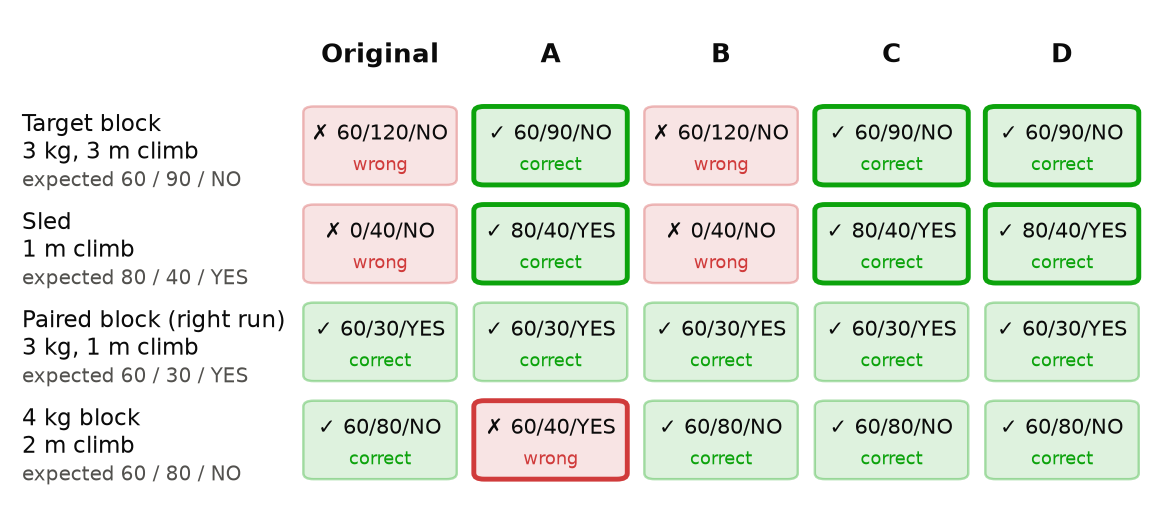 Original A B C D
Target block
3 kg, 3 m climb
expected 60 / 90 / NO
✗ 60/120/NO
wrong
✓ 60/90/NO
correct
✗ 60/120/NO
wrong
✓ 60/90/NO
correct
✓ 60/90/NO
correct
Sled
1 m climb
expected 80 / 40 / YES
✗ 0/40/NO
wrong
✓ 80/40/YES
correct
✗ 0/40/NO
wrong
✓ 80/40/YES
correct
✓ 80/40/YES
correct
Paired block (right run)
3 kg, 1 m climb
expected 60 / 30 / YES
✓ 60/30/YES
correct
✓ 60/30/YES
correct
✓ 60/30/YES
correct
✓ 60/30/YES
correct
✓ 60/30/YES
correct
4 kg block
2 m climb
expected 60 / 80 / NO
✓ 60/80/NO
correct
✗ 60/40/YES
wrong
✓ 60/80/NO
correct
✓ 60/80/NO
correct
✓ 60/80/NO
correct